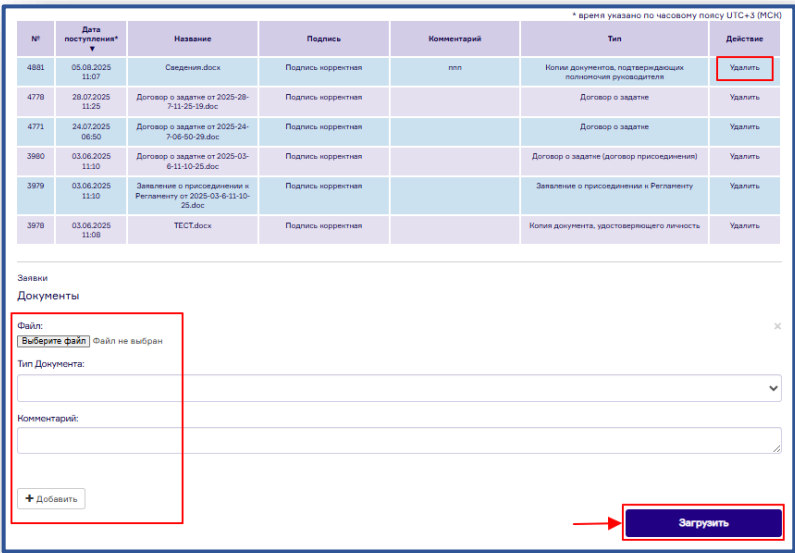 * время указано по часовому поясу UTC+3 (МСК)
№ Дата поступления* ▼ Название Подпись Комментарий Тип Действие
4881 05.08.2025 11:07 Сведения.docx Подпись корректная ппп Копии документов, подтверждающих полномочия руководителя Удалить
4778 28.07.2025 11:25 Договор о задатке от 2025-28-7-11-25-19.doc Подпись корректная Договор о задатке Удалить
4771 24.07.2025 06:50 Договор о задатке от 2025-24-7-06-50-29.doc Подпись корректная Договор о задатке Удалить
3980 03.06.2025 11:10 Договор о задатке от 2025-03-6-11-10-25.doc Подпись корректная Договор о задатке (договор присоединения) Удалить
3979 03.06.2025 11:10 Заявление о присоединении к Регламенту от 2025-03-6-11-10-25.doc Подпись корректная Заявление о присоединении к Регламенту Удалить
3978 03.06.2025 11:08 ТЕСТ.docx Подпись корректная Копия документа, удостоверяющего личность Удалить
Заявки
Документы
Файл:
×
Выберите файл Файл не выбран
Тип Документа:
Комментарий:
+ Добавить
Загрузить